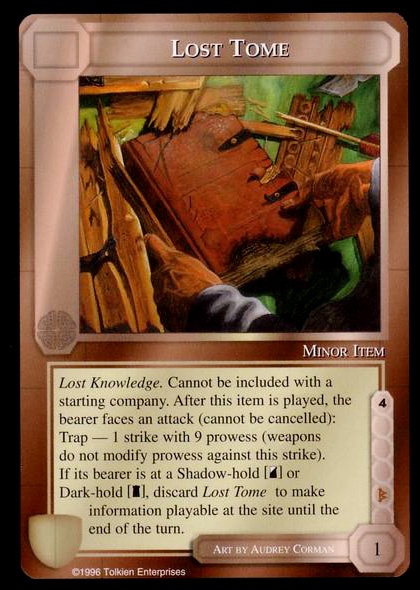 LOST TOME
MINOR ITEM
Lost Knowledge. Cannot be included with a
starting company. After this item is played, the
bearer faces an attack (cannot be cancelled):
Trap — 1 strike with 9 prowess (weapons
do not modify prowess against this strike).
If its bearer is at a Shadow-hold [ ] or
Dark-hold [ ], discard Lost Tome to make
information playable at the site until the
end of the turn.
4
ART BY AUDREY CORMAN
1
©1996 Tolkien Enterprises